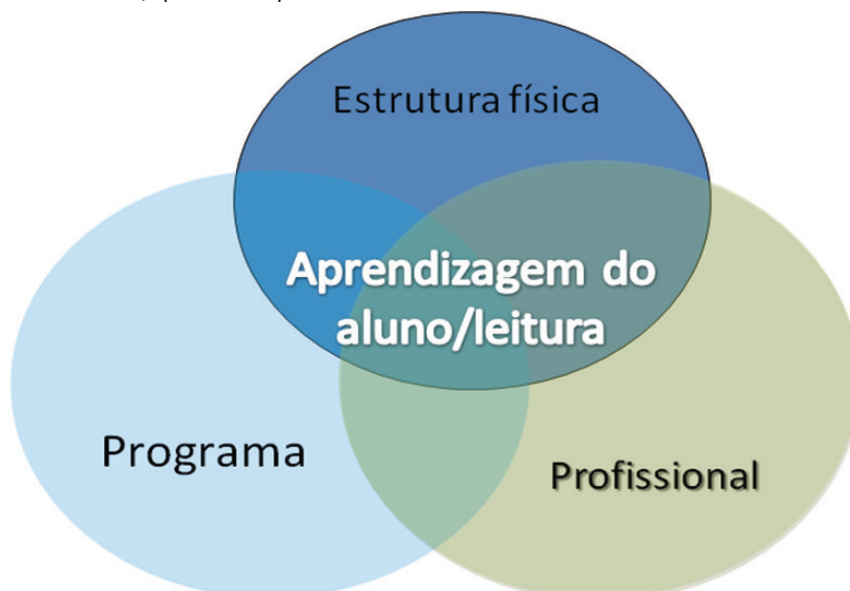 Estrutura física
Aprendizagem do
aluno/leitura
Programa
Profissional